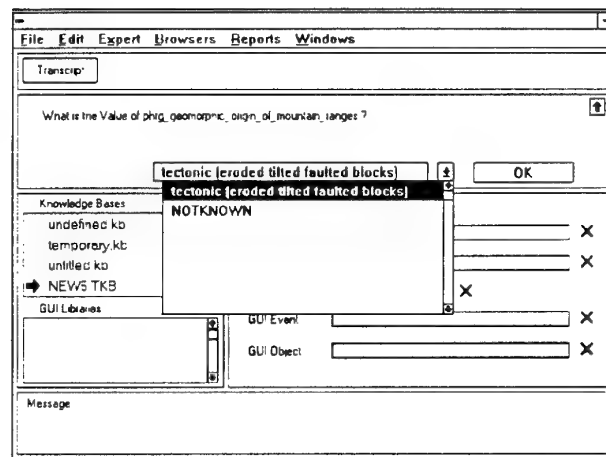 File Edit Expert Browsers Reports Windows
Transcript
What is the Value of phig_geomorphic_origin_of_mountain_ranges ?
tectonic (eroded tilted faulted blocks)
OK
tectonic (eroded tilted faulted blocks)
NOTKNOWN
Knowledge Bases
undefined.kb
temporary.kb
untitled.kb
NEWS TKB
GUI Libraries
GUI Event
GUI Object
Message